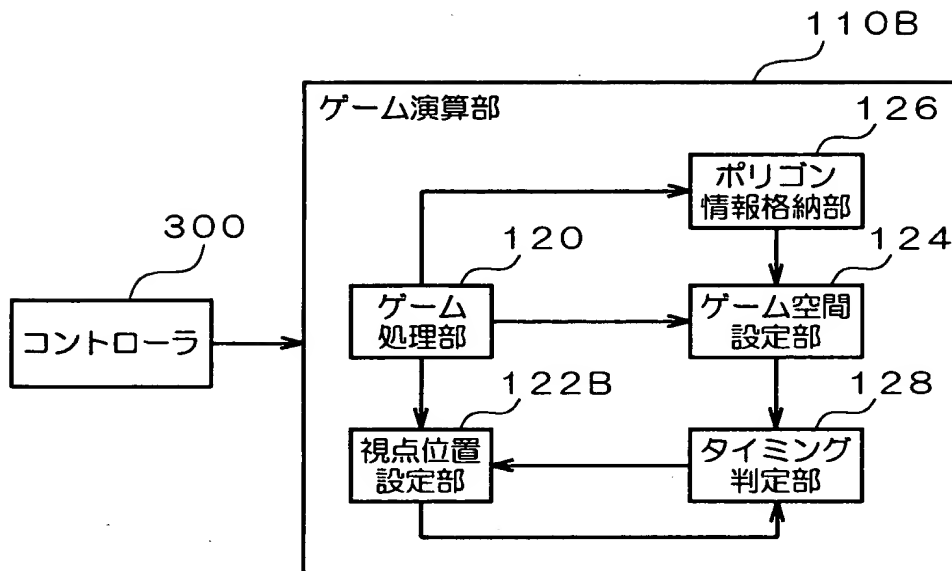 110B
ゲーム演算部
126
ポリゴン
情報格納部
300
120
124
コントローラ
ゲーム
処理部
ゲーム空間
設定部
122B
128
視点位置
設定部
タイミング
判定部